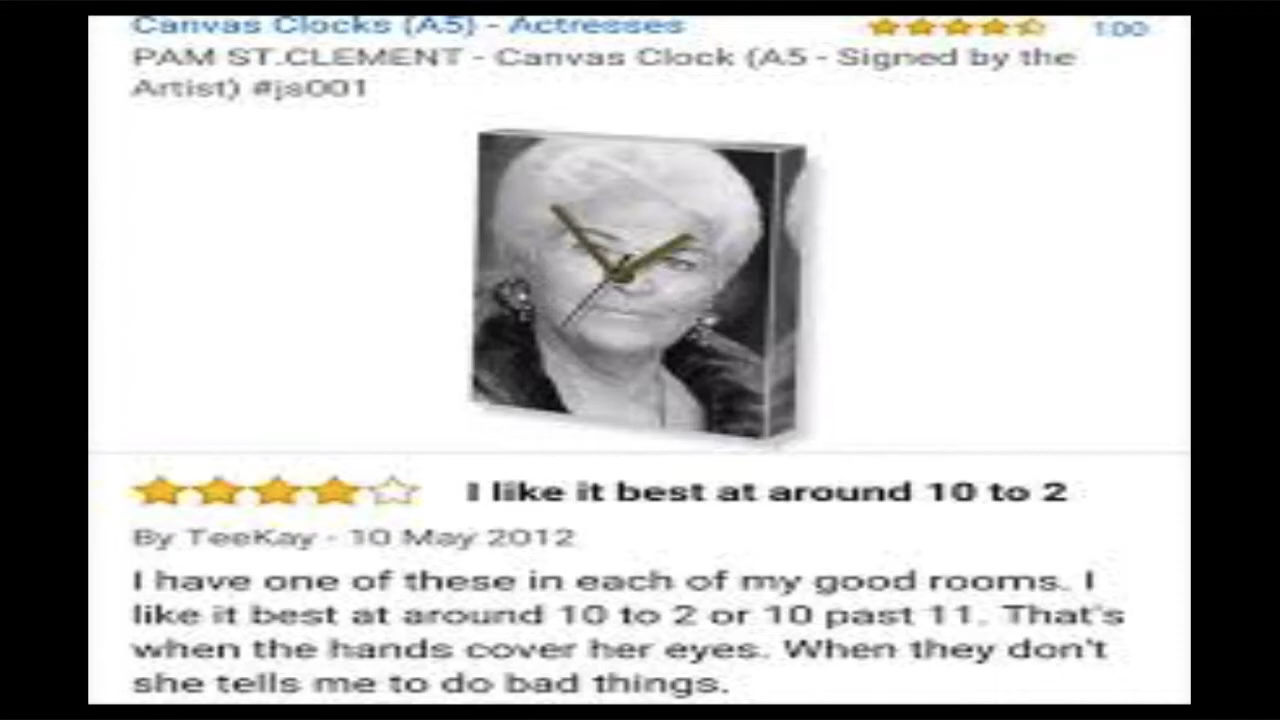 Canvas Clocks (A5) - Actresses 100
PAM ST.CLEMENT - Canvas Clock (A5 - Signed by the
Artist) #js001
I like it best at around 10 to 2
By TeeKay - 10 May 2012
I have one of these in each of my good rooms. I
like it best at around 10 to 2 or 10 past 11. That's
when the hands cover her eyes. When they don't
she tells me to do bad things.